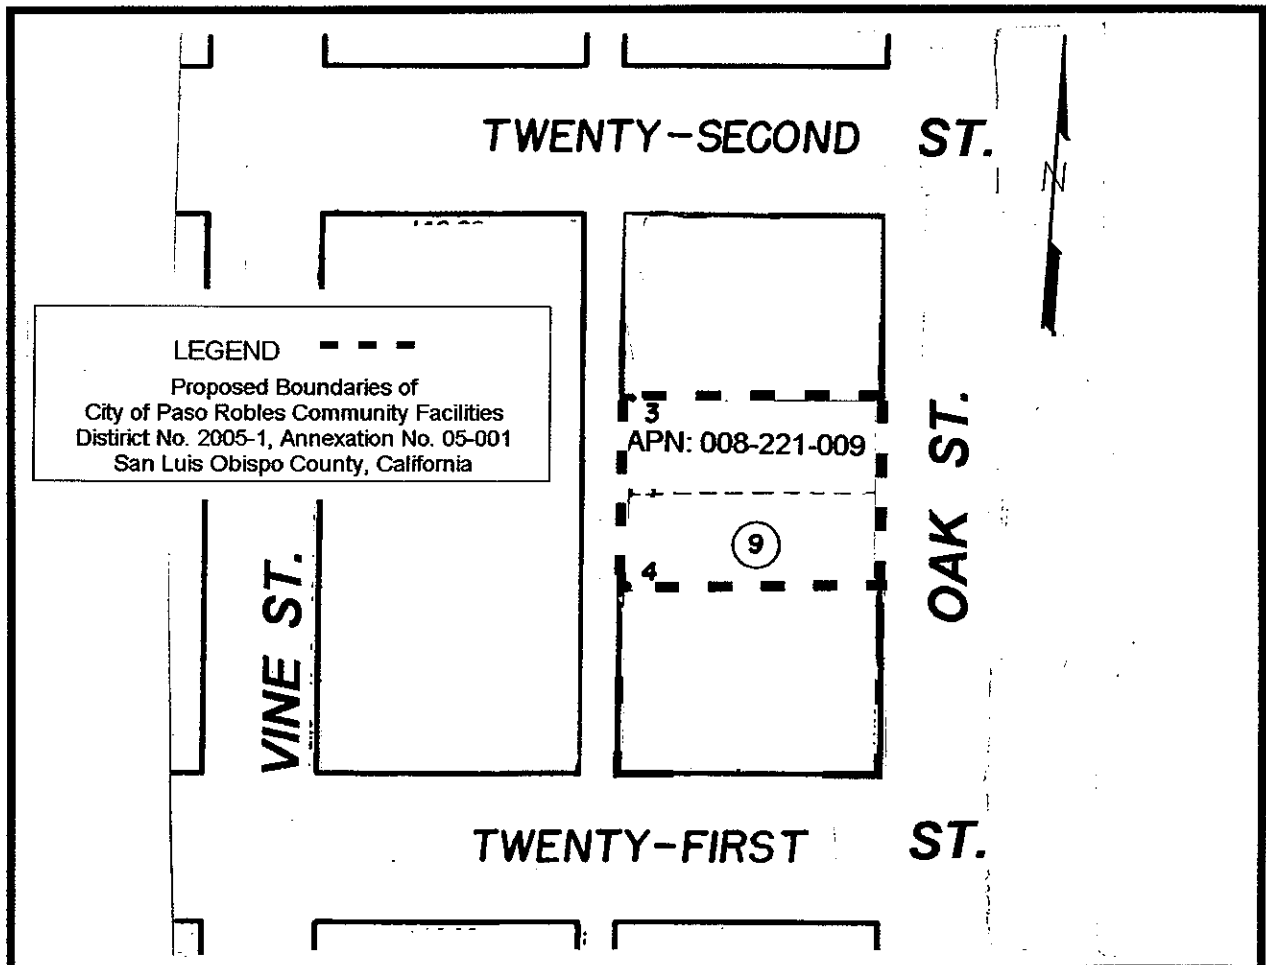 TWENTY-SECOND ST.
N
LEGEND
Proposed Boundaries of
City of Paso Robles Community Facilities
Distirict No. 2005-1, Annexation No. 05-001
San Luis Obispo County, California
3
APN: 008-221-009
9
4
OAK ST.
VINE ST.
TWENTY-FIRST ST.